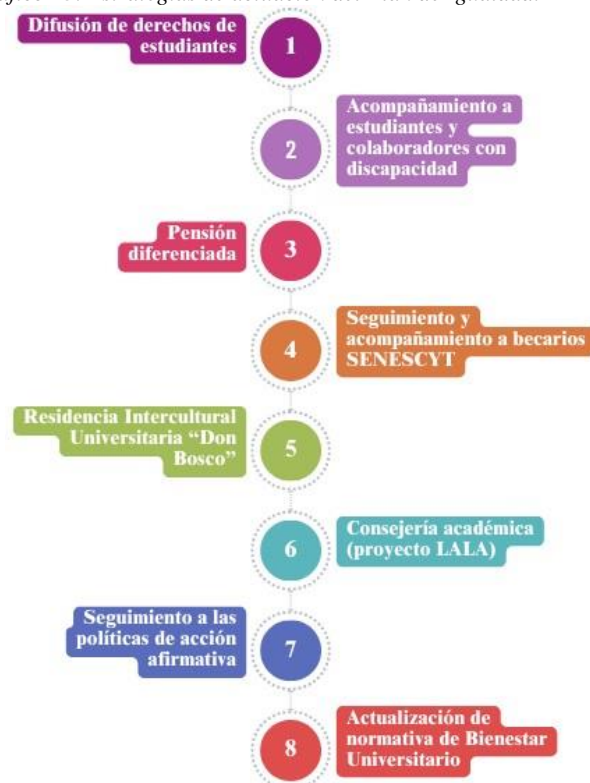 Difusión de derechos de
estudiantes
1
2
Acompañamiento a
estudiantes y
colaboradores con
discapacidad
Pensión
diferenciada
3
4
Seguimiento y
acompañamiento a becarios
SENESCYT
Residencia Intercultural
Universitaria “Don
Bosco”
5
6
Consejería académica
(proyecto LALA)
Seguimiento a las
políticas de acción
afirmativa
7
8
Actualización de
normativa de Bienestar
Universitario